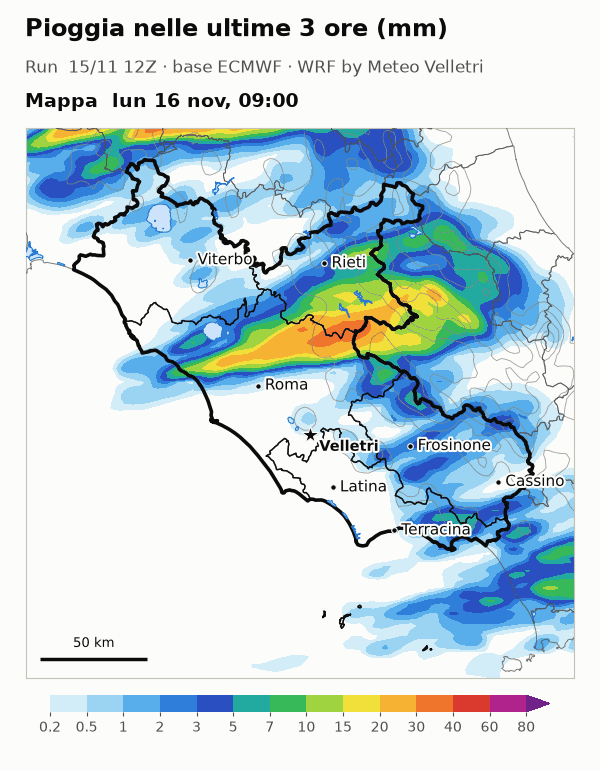 Pioggia nelle ultime 3 ore (mm)
Run  15/11 12Z · base ECMWF · WRF by Meteo Velletri
Mappa  lun 16 nov, 09:00
Viterbo
Rieti
Roma
Velletri
Frosinone
Latina
Cassino
Terracina
50 km
0.2 0.5 1 2 3 5 7 10 15 20 30 40 60 80